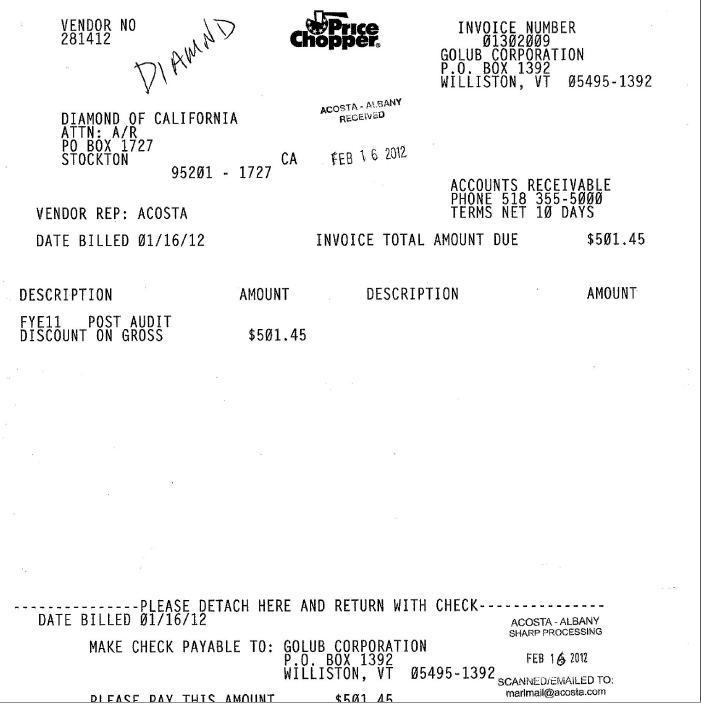 VENDOR NO
281412
DIAMND
Price
Chopper
INVOICE NUMBER
01302009
GOLUB CORPORATION
P.O. BOX 1392
WILLISTON, VT 05495-1392
DIAMOND OF CALIFORNIA
ATTN: A/R
PO BOX 1727
STOCKTON CA
95201 - 1727
ACOSTA - ALBANY
RECEIVED
FEB 16 2012
ACCOUNTS RECEIVABLE
PHONE 518 355-5000
TERMS NET 10 DAYS
VENDOR REP: ACOSTA
DATE BILLED 01/16/12 INVOICE TOTAL AMOUNT DUE $501.45
DESCRIPTION AMOUNT DESCRIPTION AMOUNT
FYE11 POST AUDIT
DISCOUNT ON GROSS $501.45
---------------PLEASE DETACH HERE AND RETURN WITH CHECK---------------
DATE BILLED 01/16/12
MAKE CHECK PAYABLE TO: GOLUB CORPORATION
P.O. BOX 1392
WILLISTON, VT 05495-1392
PLEASE PAY THIS AMOUNT $501.45
ACOSTA - ALBANY
SHARP PROCESSING
FEB 16 2012
SCANNED/EMAILED TO:
marlmail@acosta.com